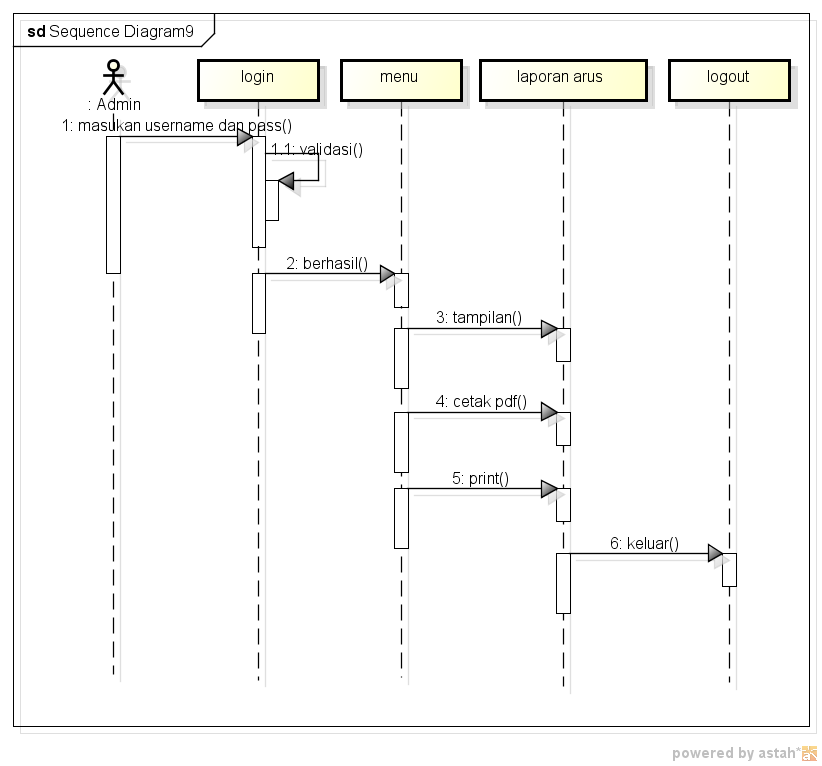 sd Sequence Diagram9
: Admin
login
menu
laporan arus
logout
1: masukan username dan pass()
1.1: validasi()
2: berhasil()
3: tampilan()
4: cetak pdf()
5: print()
6: keluar()
powered by astah*